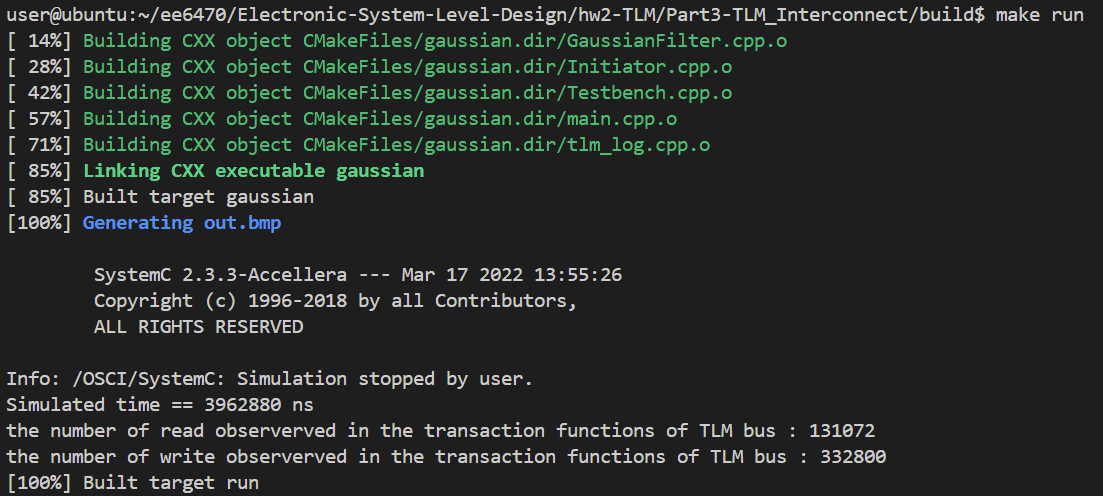 user@ubuntu:~/ee6470/Electronic-System-Level-Design/hw2-TLM/Part3-TLM_Interconnect/build$ make run
[ 14%] Building CXX object CMakeFiles/gaussian.dir/GaussianFilter.cpp.o
[ 28%] Building CXX object CMakeFiles/gaussian.dir/Initiator.cpp.o
[ 42%] Building CXX object CMakeFiles/gaussian.dir/Testbench.cpp.o
[ 57%] Building CXX object CMakeFiles/gaussian.dir/main.cpp.o
[ 71%] Building CXX object CMakeFiles/gaussian.dir/tlm_log.cpp.o
[ 85%] Linking CXX executable gaussian
[ 85%] Built target gaussian
[100%] Generating out.bmp
SystemC 2.3.3-Accellera --- Mar 17 2022 13:55:26
Copyright (c) 1996-2018 by all Contributors,
ALL RIGHTS RESERVED
Info: /OSCI/SystemC: Simulation stopped by user.
Simulated time == 3962880 ns
the number of read obserververd in the transaction functions of TLM bus : 131072
the number of write obserververd in the transaction functions of TLM bus : 332800
[100%] Built target run